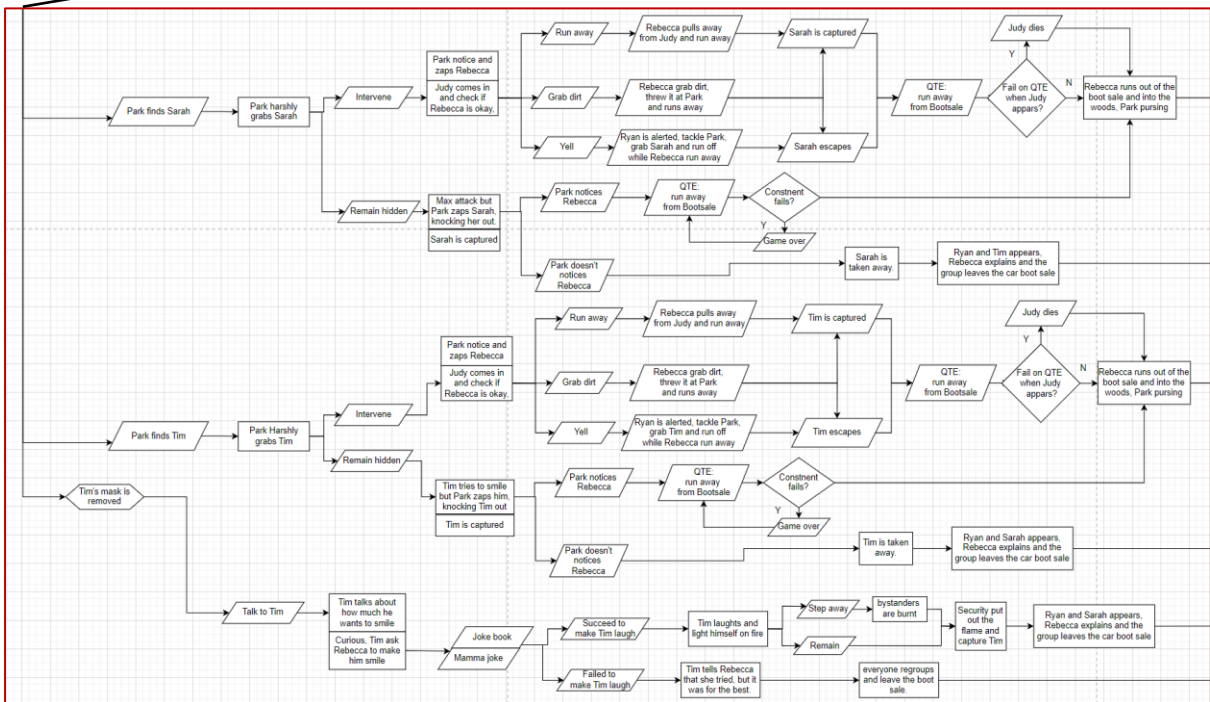 Park finds Sarah
Park harshly
grabs Sarah
Intervene
Park notice and
zaps Rebecca
Judy comes in
and check if
Rebecca is okay,
Run away
Rebecca pulls away
from Judy and run away
Sarah is captured
Grab dirt
Rebecca grab dirt,
threw it at Park
and runs away
Yell
Ryan is alerted, tackle Park,
grab Sarah and run off
while Rebecca run away
Sarah escapes
QTE:
run away
from Bootsale
Fail on QTE
when Judy
appars?
Y
Judy dies
N
Rebecca runs out of the
boot sale and into the
woods, Park pursing
Remain hidden
Max attack but
Park zaps Sarah,
knocking her out.
Sarah is captured
Park notices
Rebecca
QTE:
run away
from Bootsale
Constnent
fails?
Y
Game over
Park doesn't
notices
Rebecca
Sarah is
taken away.
Ryan and Tim appears,
Rebecca explains and the
group leaves the car boot sale
Park finds Tim
Park Harshly
grabs Tim
Intervene
Park notice and
zaps Rebecca
Judy comes in
and check if
Rebecca is okay,
Run away
Rebecca pulls away
from Judy and run away
Tim is captured
Grab dirt
Rebecca grab dirt,
threw it at Park
and runs away
Yell
Ryan is alerted, tackle Park,
grab Tim and run off
while Rebecca run away
Tim escapes
QTE:
run away
from Bootsale
Fail on QTE
when Judy
appars?
Y
Judy dies
N
Rebecca runs out of the
boot sale and into the
woods, Park pursing
Remain hidden
Tim tries to smile
but Park zaps him,
knocking Tim out
Tim is captured
Park notices
Rebecca
QTE:
run away
from Bootsale
Constnent
fails?
Y
Game over
Park doesn't
notices
Rebecca
Tim is taken
away.
Ryan and Sarah appears,
Rebecca explains and the
group leaves the car boot sale
Tim's mask is
removed
Talk to Tim
Tim talks about
how much he
wants to smile
Curious, Tim ask
Rebecca to make
him smile
Joke book
Mamma joke
Succeed to
make Tim laugh
Tim laughts and
light himself on fire
Step away
bystanders
are burnt
Remain
Security put
out the
flame and
capture Tim
Ryan and Sarah appears,
Rebecca explains and the
group leaves the car boot sale
Failed to
make Tim laugh
Tim tells Rebecca
that she tried, but it
was for the best.
everyone regroups
and leave the boot
sale.